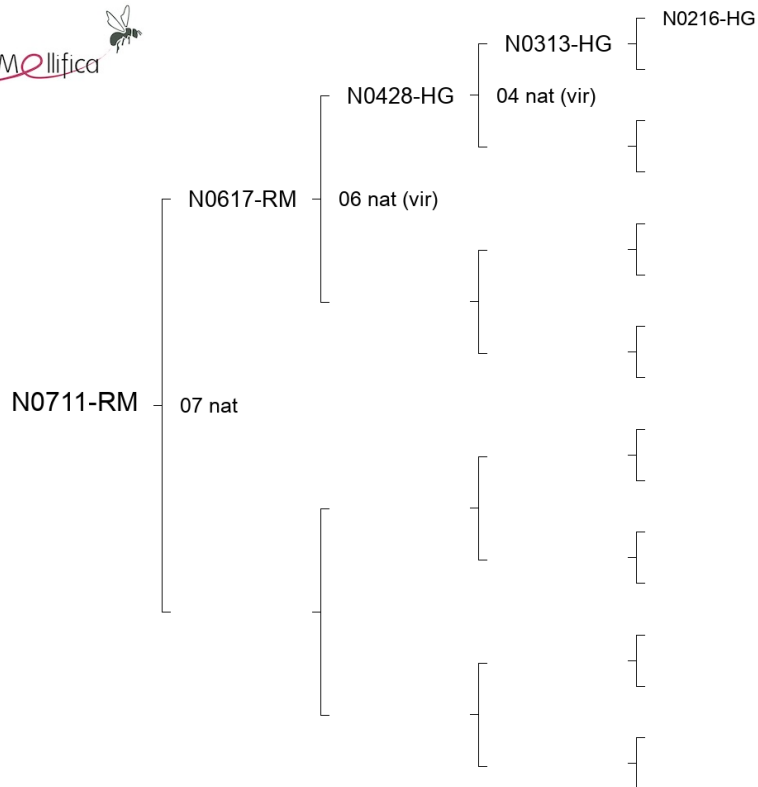 Mellifica
N0216-HG
N0313-HG
N0428-HG
04 nat (vir)
N0617-RM
06 nat (vir)
N0711-RM
07 nat